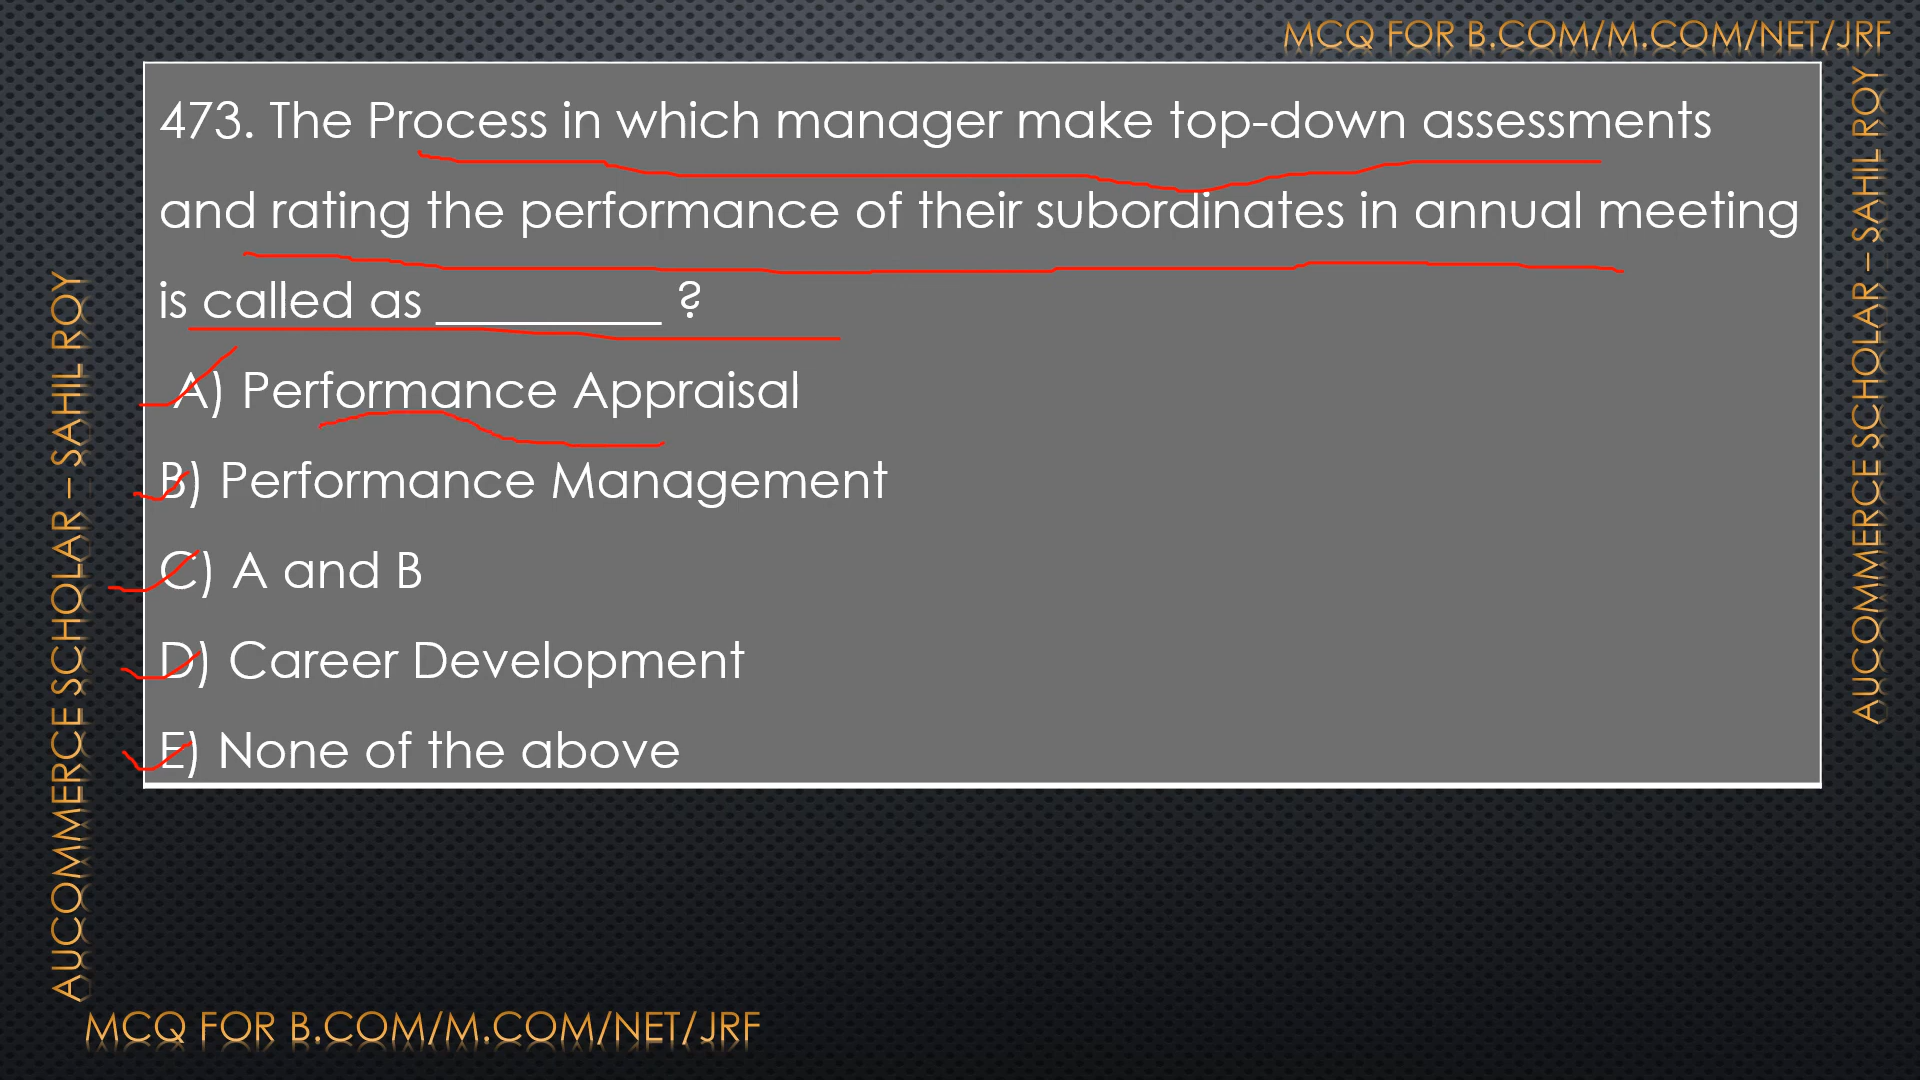 MCQ FOR B.COM/M.COM/NET/JRF
473. The Process in which manager make top-down assessments
and rating the performance of their subordinates in annual meeting
is called as _________ ?
A) Performance Appraisal
B) Performance Management
C) A and B
D) Career Development
E) None of the above
AUCOMMERCE SCHOLAR – SAHIL ROY
AUCOMMERCE SCHOLAR – SAHIL ROY
MCQ FOR B.COM/M.COM/NET/JRF